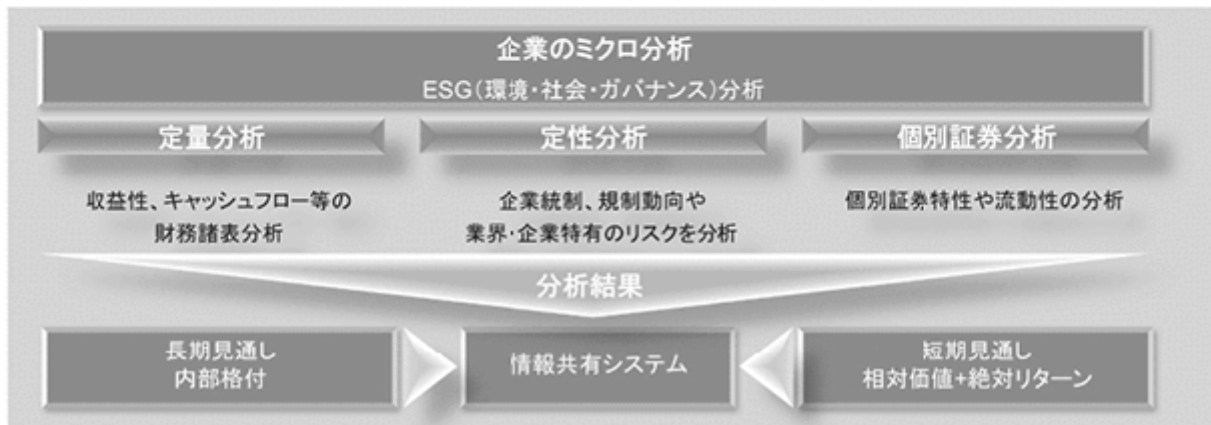 企業のミクロ分析
ESG(環境・社会・ガバナンス)分析
定量分析
定性分析
個別証券分析
収益性、キャッシュフロー等の
財務諸表分析
企業統制、規制動向や
業界・企業特有のリスクを分析
個別証券特性や流動性の分析
分析結果
長期見通し
内部格付
情報共有システム
短期見通し
相対価値+絶対リターン